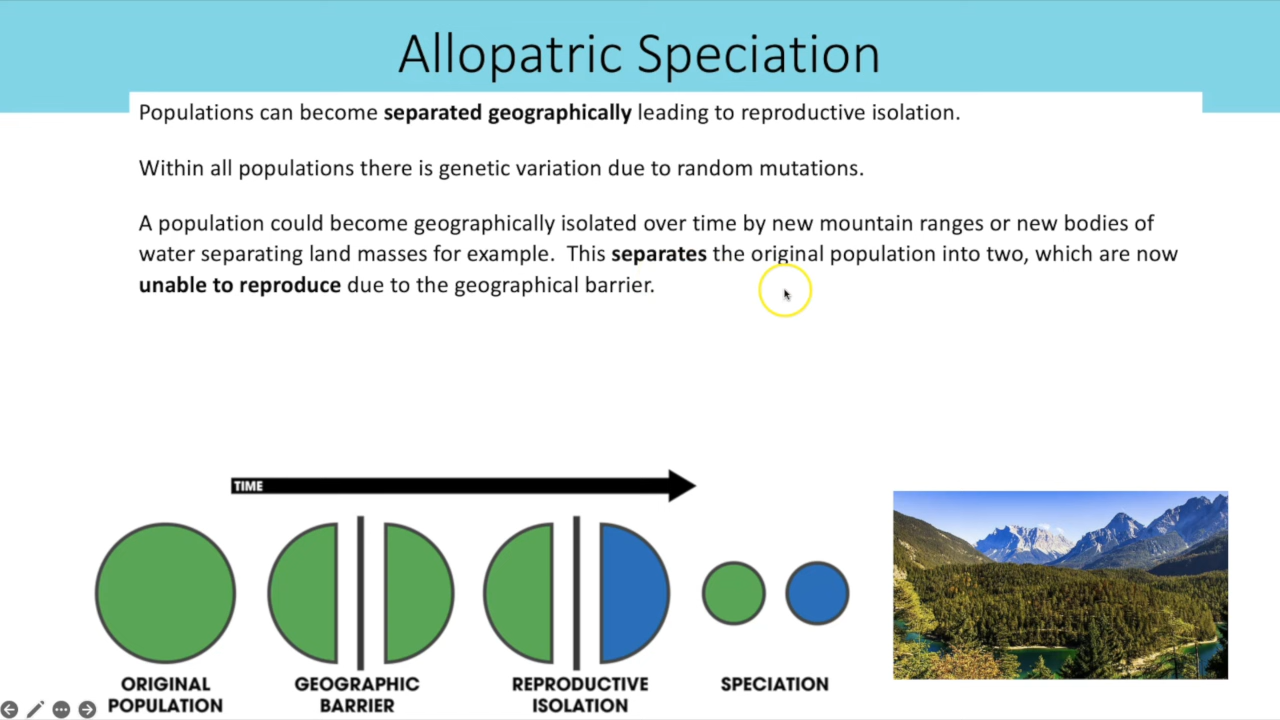 Allopatric Speciation
Populations can become separated geographically leading to reproductive isolation.
Within all populations there is genetic variation due to random mutations.
A population could become geographically isolated over time by new mountain ranges or new bodies of
water separating land masses for example.  This separates the original population into two, which are now
unable to reproduce due to the geographical barrier.
TIME
ORIGINAL
POPULATION
GEOGRAPHIC
BARRIER
REPRODUCTIVE
ISOLATION
SPECIATION